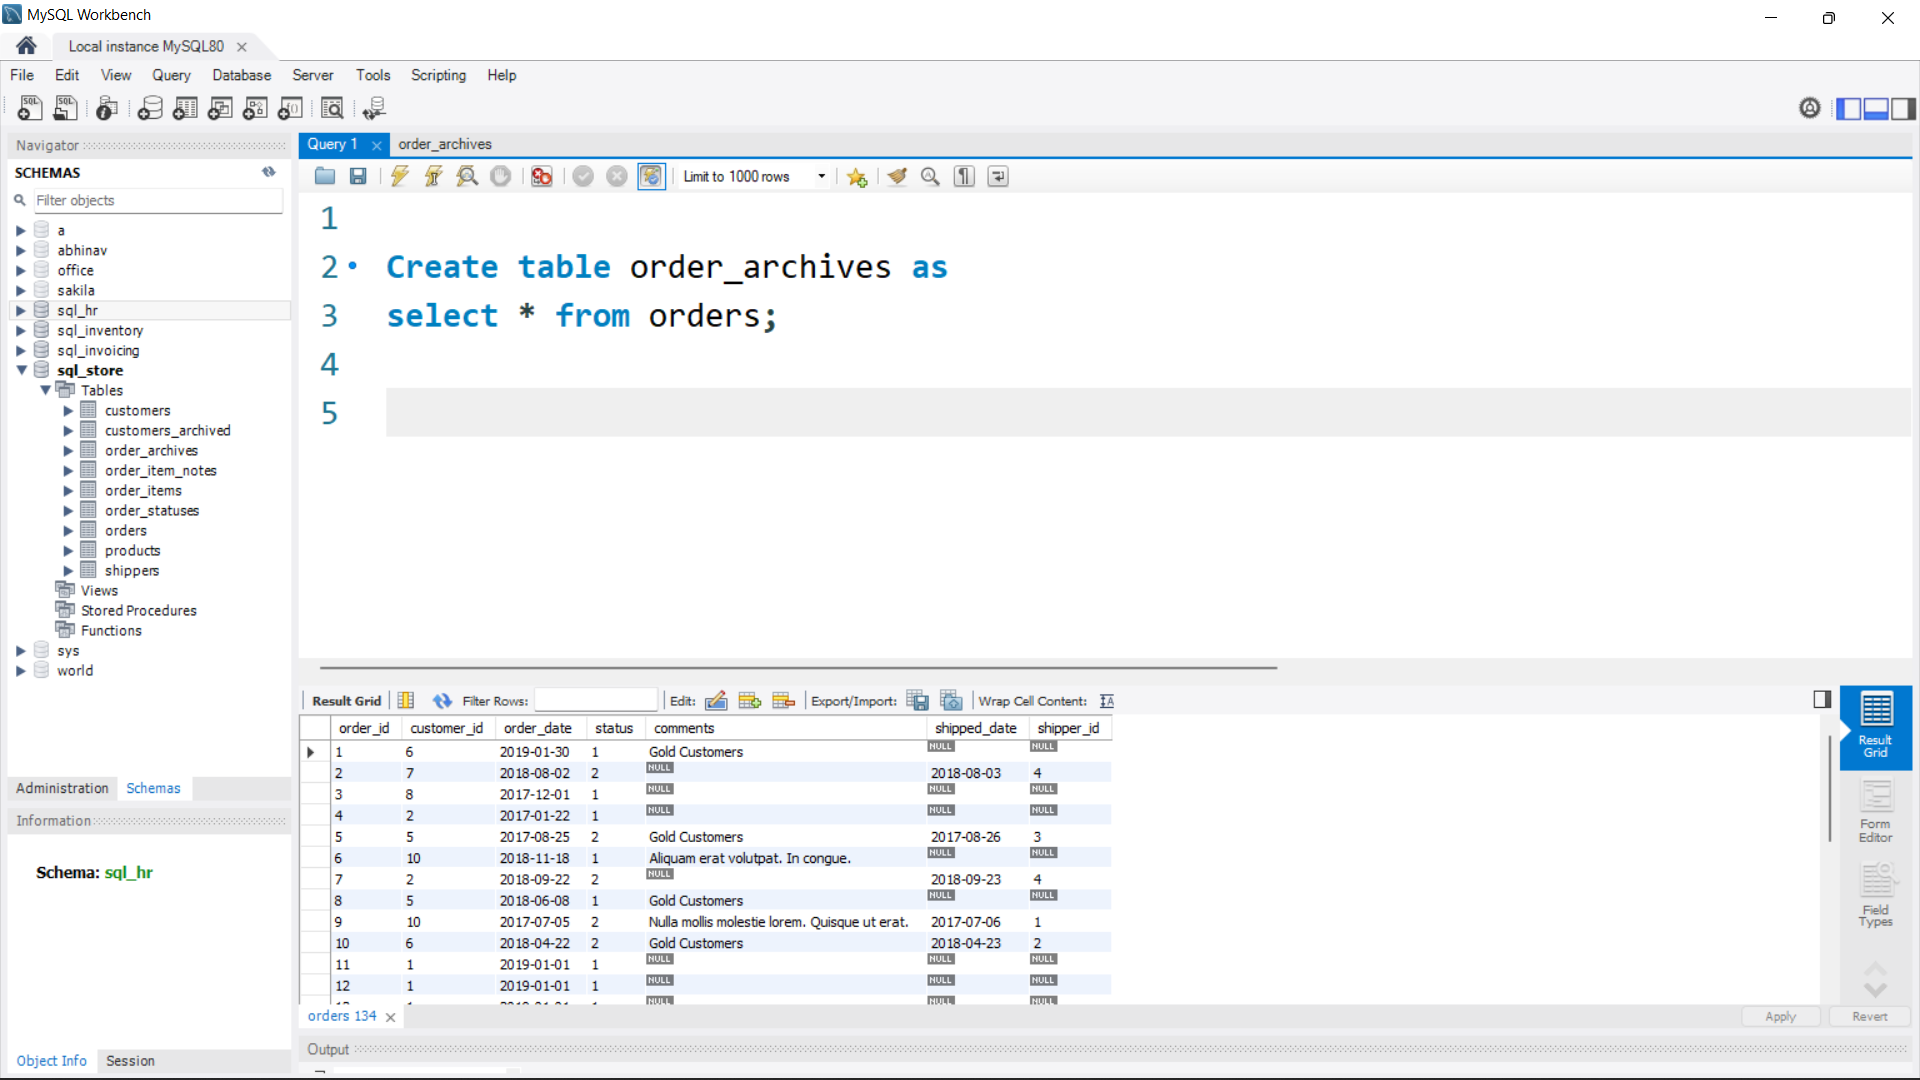 MySQL Workbench
Local instance MySQL80
File Edit View Query Database Server Tools Scripting Help
Navigator
SCHEMAS
Filter objects
a
abhinav
office
sakila
sql_hr
sql_inventory
sql_invoicing
sql_store
Tables
customers
customers_archived
order_archives
order_item_notes
order_items
order_statuses
orders
products
shippers
Views
Stored Procedures
Functions
sys
world
Administration Schemas
Information
Schema: sql_hr
Object Info Session
Query 1 order_archives
Limit to 1000 rows
1
2 Create table order_archives as
3 select * from orders;
4
5
Result Grid Filter Rows: Edit: Export/Import: Wrap Cell Content:
order_id customer_id order_date status comments shipped_date shipper_id
1 6 2019-01-30 1 Gold Customers NULL NULL
2 7 2018-08-02 2 NULL 2018-08-03 4
3 8 2017-12-01 1 NULL NULL NULL
4 2 2017-01-22 1 NULL NULL NULL
5 5 2017-08-25 2 Gold Customers 2017-08-26 3
6 10 2018-11-18 1 Aliquam erat volutpat. In congue. NULL NULL
7 2 2018-09-22 2 NULL 2018-09-23 4
8 5 2018-06-08 1 Gold Customers NULL NULL
9 10 2017-07-05 2 Nulla mollis molestie lorem. Quisque ut erat. 2017-07-06 1
10 6 2018-04-22 2 Gold Customers 2018-04-23 2
11 1 2019-01-01 1 NULL NULL NULL
12 1 2019-01-01 1 NULL NULL NULL
NULL NULL NULL
Result
Grid
Form
Editor
Field
Types
orders 134
Apply Revert
Output